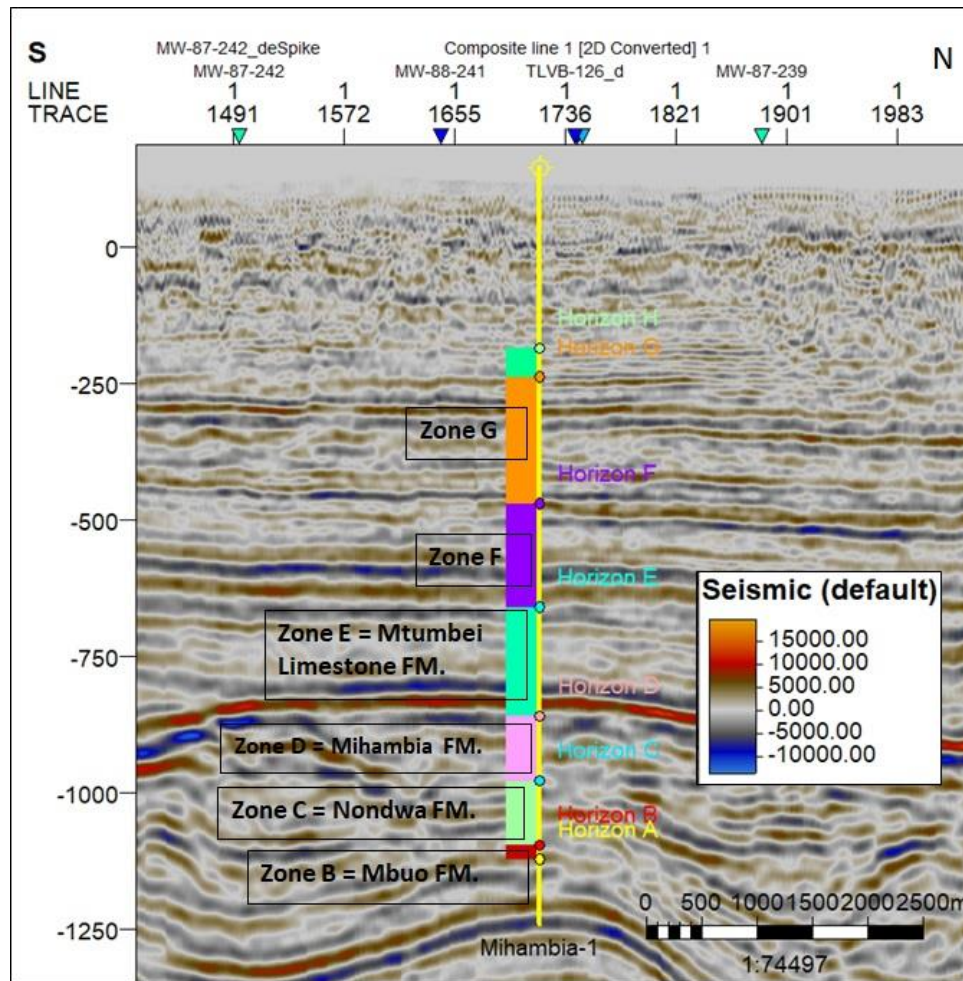 S
MW-87-242_deSpike
Composite line 1 [2D Converted] 1
N
MW-87-242
MW-88-241
TLVB-126_d
MW-87-239
LINE 1 1 1 1 1 1 1
TRACE 1491 1572 1655 1736 1821 1901 1983
0
Horizon H
Horizon G
-250
Zone G
Horizon F
-500
Zone F
Horizon E
Seismic (default)
15000.00
10000.00
5000.00
0.00
-5000.00
-10000.00
Zone E = Mtumbei
Limestone FM.
-750
Horizon D
Zone D = Mihambia FM.
Horizon C
-1000
Zone C = Nondwa FM.
Horizon B
Horizon A
Zone B = Mbuo FM.
0 500 1000 1500 2000 2500m
-1250
Mihambia-1
1:74497